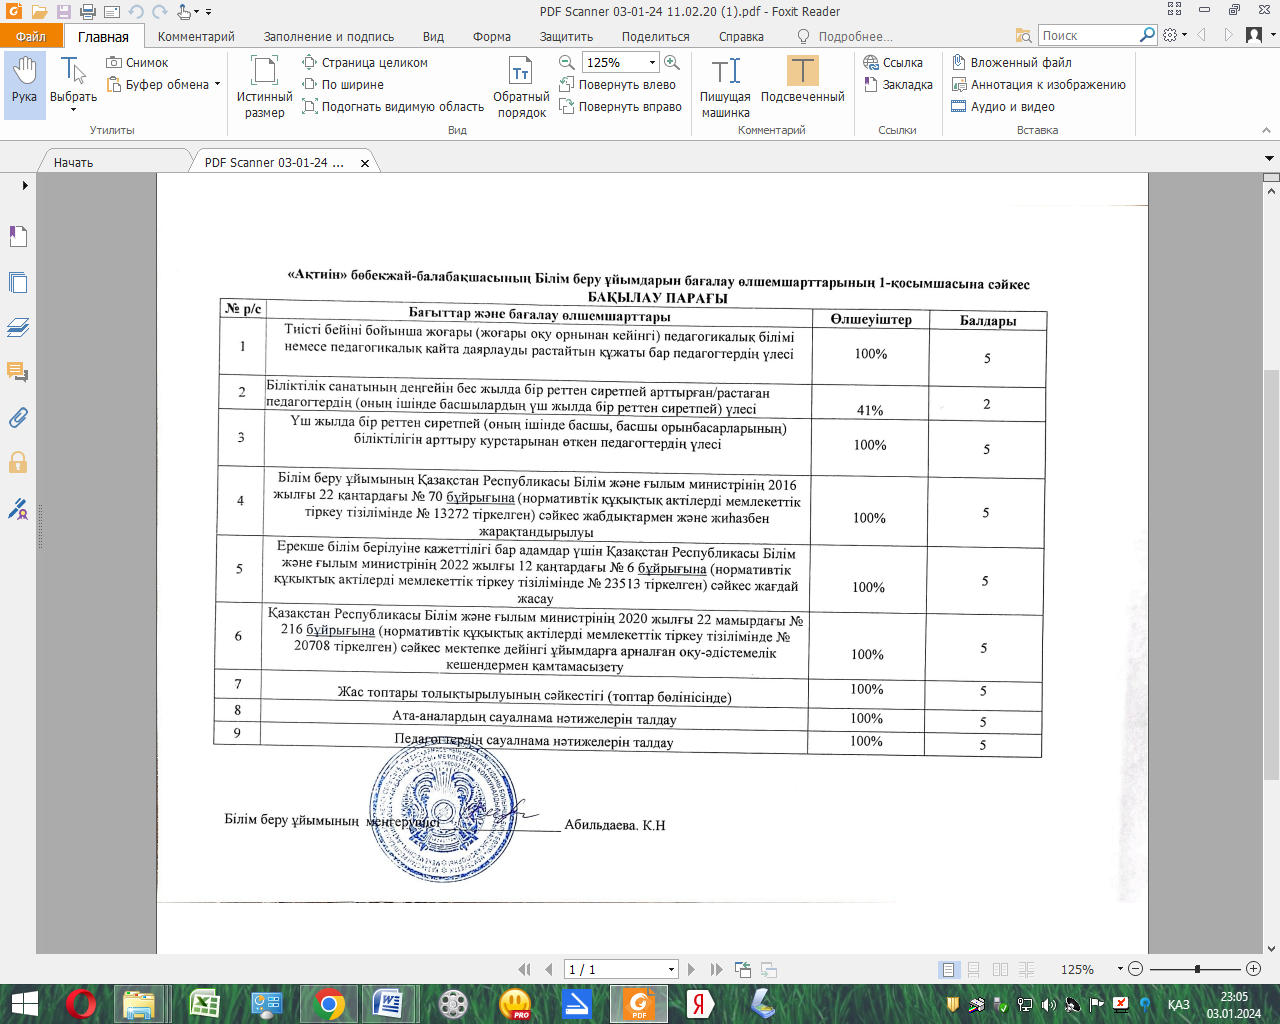 PDF Scanner 03-01-24 11.02.20 (1).pdf - Foxit Reader
Файл Главная Комментарий Заполнение и подпись Вид Форма Защитить Поделиться Справка Подробнее... Поиск
Рука
Выбрать
Снимок
Буфер обмена
Утилиты
Истинный размер
Страница целиком
По ширине
Подогнать видимую область
Обратный порядок
125%
Повернуть влево
Повернуть вправо
Вид
Пишущая машинка
Подсвеченный
Комментарий
Ссылка
Закладка
Ссылки
Вложенный файл
Аннотация к изображению
Аудио и видео
Вставка
Начать PDF Scanner 03-01-24 ...
«Ақтиін» бөбекжай-балабақшасының Білім беру ұйымдарын бағалау өлшемшарттарының 1-қосымшасына сәйкес
БАҚЫЛАУ ПАРАҒЫ
№ р/с Бағыттар және бағалау өлшемшарттары Өлшеуіштер Балдары
1 Тиісті бейіні бойынша жоғары (жоғары оқу орнынан кейінгі) педагогикалық білімі
немесе педагогикалық қайта даярлауды растайтын құжаты бар педагогтердің үлесі 100% 5
2 Біліктілік санатының деңгейін бес жылда бір реттен сиретпей арттырған/растаған
педагогтердің (оның ішінде басшылардың үш жылда бір реттен сиретпей) үлесі 41% 2
3 Үш жылда бір реттен сиретпей (оның ішінде басшы, басшы орынбасарларының)
біліктілігін арттыру курстарынан өткен педагогтердің үлесі 100% 5
4 Білім беру ұйымының Қазақстан Республикасы Білім және ғылым министрінің 2016
жылғы 22 қаңтардағы № 70 бұйрығына (нормативтік құқықтық актілерді мемлекеттік
тіркеу тізілімінде № 13272 тіркелген) сәйкес жабдықтармен және жиһазбен
жарақтандырылуы 100% 5
5 Ерекше білім берілуіне қажеттілігі бар адамдар үшін Қазақстан Республикасы Білім
және ғылым министрінің 2022 жылғы 12 қаңтардағы № 6 бұйрығына (нормативтік
құқықтық актілерді мемлекеттік тіркеу тізілімінде № 23513 тіркелген) сәйкес жағдай
жасау 100% 5
6 Қазақстан Республикасы Білім және ғылым министрінің 2020 жылғы 22 мамырдағы №
216 бұйрығына (нормативтік құқықтық актілерді мемлекеттік тіркеу тізілімінде №
20708 тіркелген) сәйкес мектепке дейінгі ұйымдарға арналған оқу-әдістемелік
кешендермен қамтамасызету 100% 5
7 Жас топтары толықтырылуының сәйкестігі (топтар бөлінісінде) 100% 5
8 Ата-аналардың сауалнама нәтижелерін талдау 100% 5
9 Педагогтердің сауалнама нәтижелерін талдау 100% 5
Білім беру ұйымының меңгерушісі Абильдаева. К.Н
1 / 1
125%
PRO
PDF
Я
ҚАЗ
23:05
03.01.2024